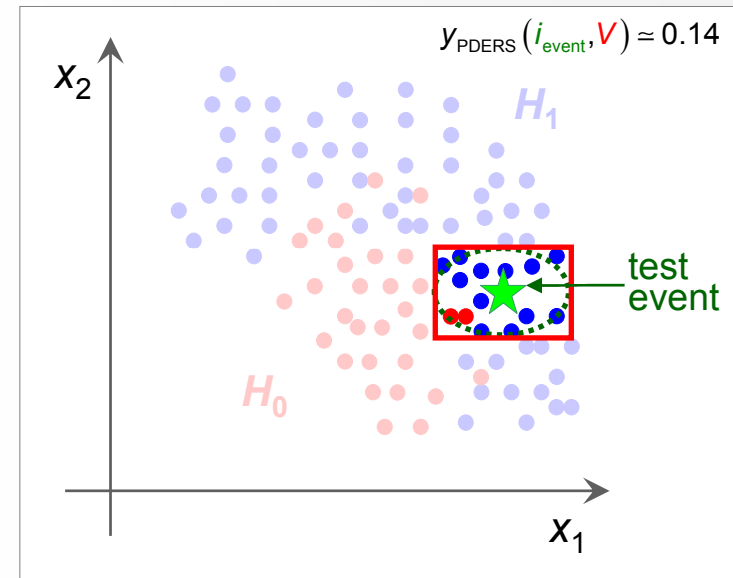 y_PDERS (i_event, V) ≃ 0.14
x₂
H₁
test
event
H₀
x₁